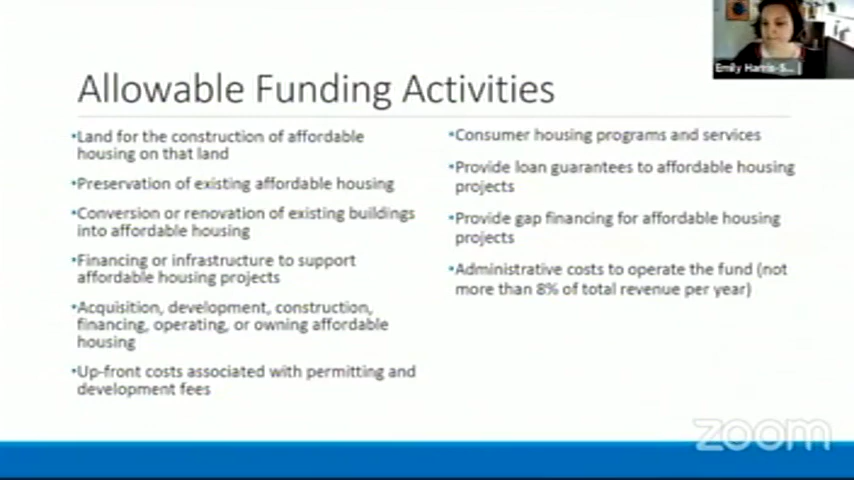 Emily Harris-S...
Allowable Funding Activities
•Land for the construction of affordable
housing on that land
•Preservation of existing affordable housing
•Conversion or renovation of existing buildings
into affordable housing
•Financing or infrastructure to support
affordable housing projects
•Acquisition, development, construction,
financing, operating, or owning affordable
housing
•Up-front costs associated with permitting and
development fees
•Consumer housing programs and services
•Provide loan guarantees to affordable housing
projects
•Provide gap financing for affordable housing
projects
•Administrative costs to operate the fund (not
more than 8% of total revenue per year)
zoom